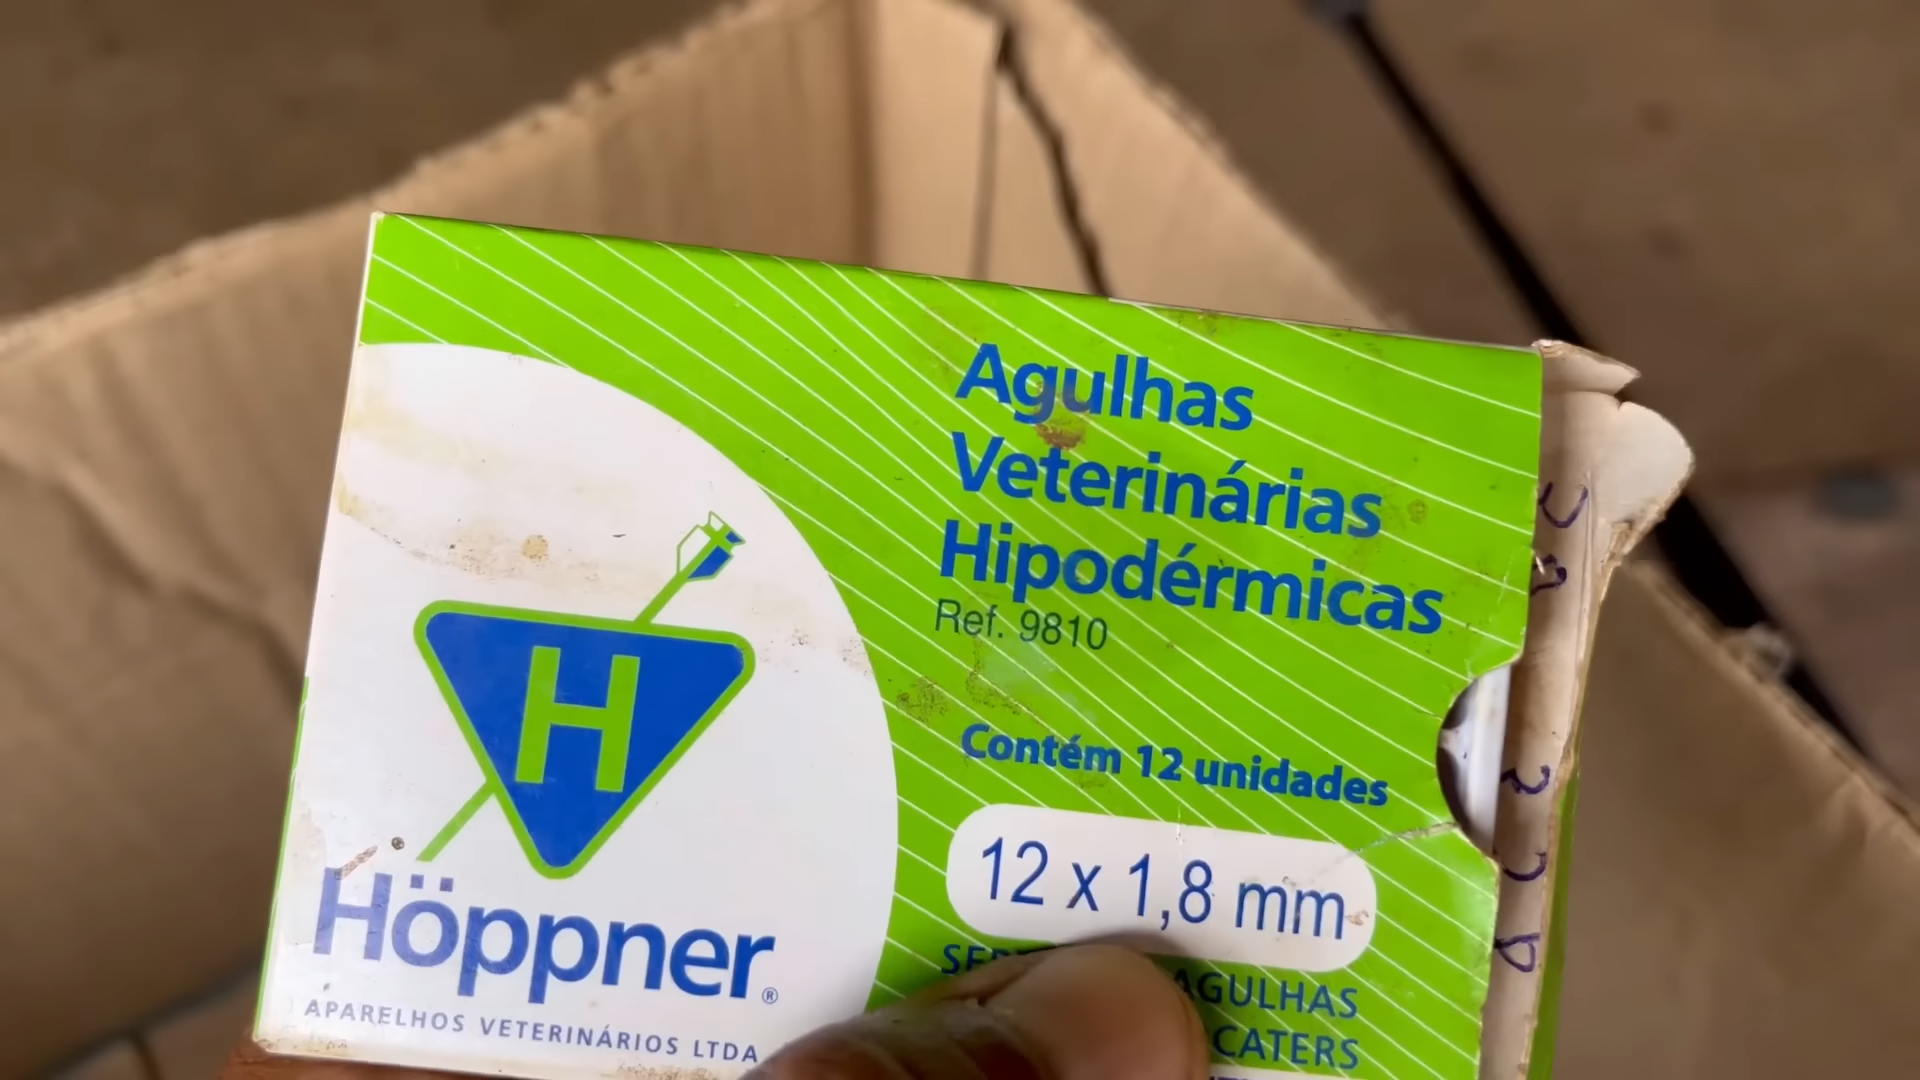 Agulhas
Veterinárias
Hipodérmicas
Ref. 9810
Contém 12 unidades
12 x 1,8 mm
AGULHAS
CATERS
H
Höppner®
APARELHOS VETERINÁRIOS LTDA